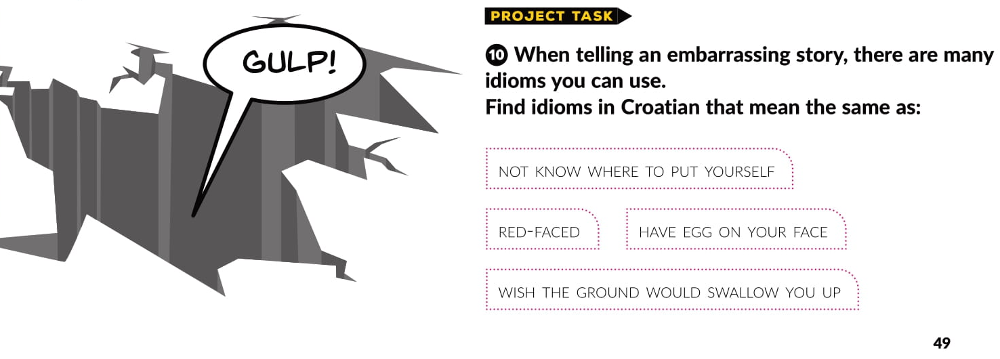 GULP!
PROJECT TASK
10 When telling an embarrassing story, there are many
idioms you can use.
Find idioms in Croatian that mean the same as:
NOT KNOW WHERE TO PUT YOURSELF
RED-FACED
HAVE EGG ON YOUR FACE
WISH THE GROUND WOULD SWALLOW YOU UP
49